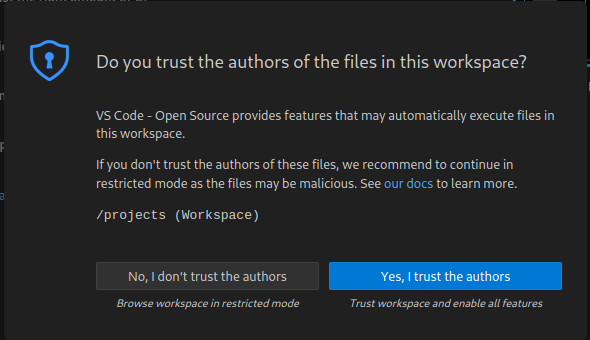 Do you trust the authors of the files in this workspace?
VS Code - Open Source provides features that may automatically execute files in
this workspace.
If you don't trust the authors of these files, we recommend to continue in
restricted mode as the files may be malicious. See our docs to learn more.
/projects (Workspace)
No, I don't trust the authors
Yes, I trust the authors
Browse workspace in restricted mode
Trust workspace and enable all features